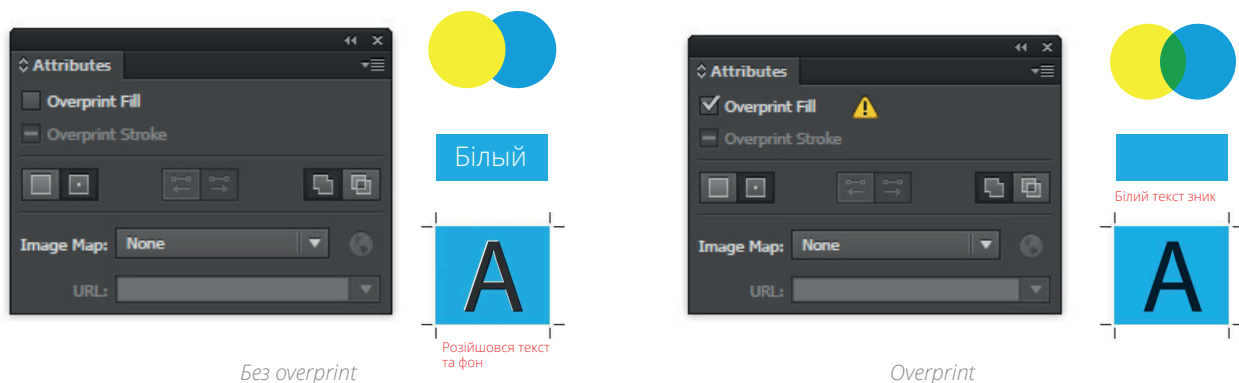 Attributes
Overprint Fill
Overprint Stroke
Image Map: None
URL:
Білый
A
Розійшовся текст
та фон
Без overprint
Attributes
Overprint Fill
Overprint Stroke
Image Map: None
URL:
Білий текст зник
A
Overprint